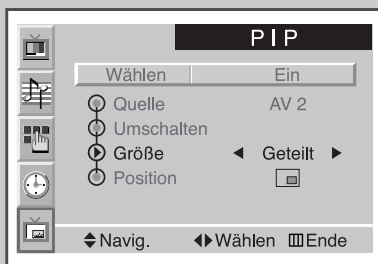 PIP
Wählen Ein
Quelle AV 2
Umschalten
Größe Geteilt
Position
Navig. Wählen Ende